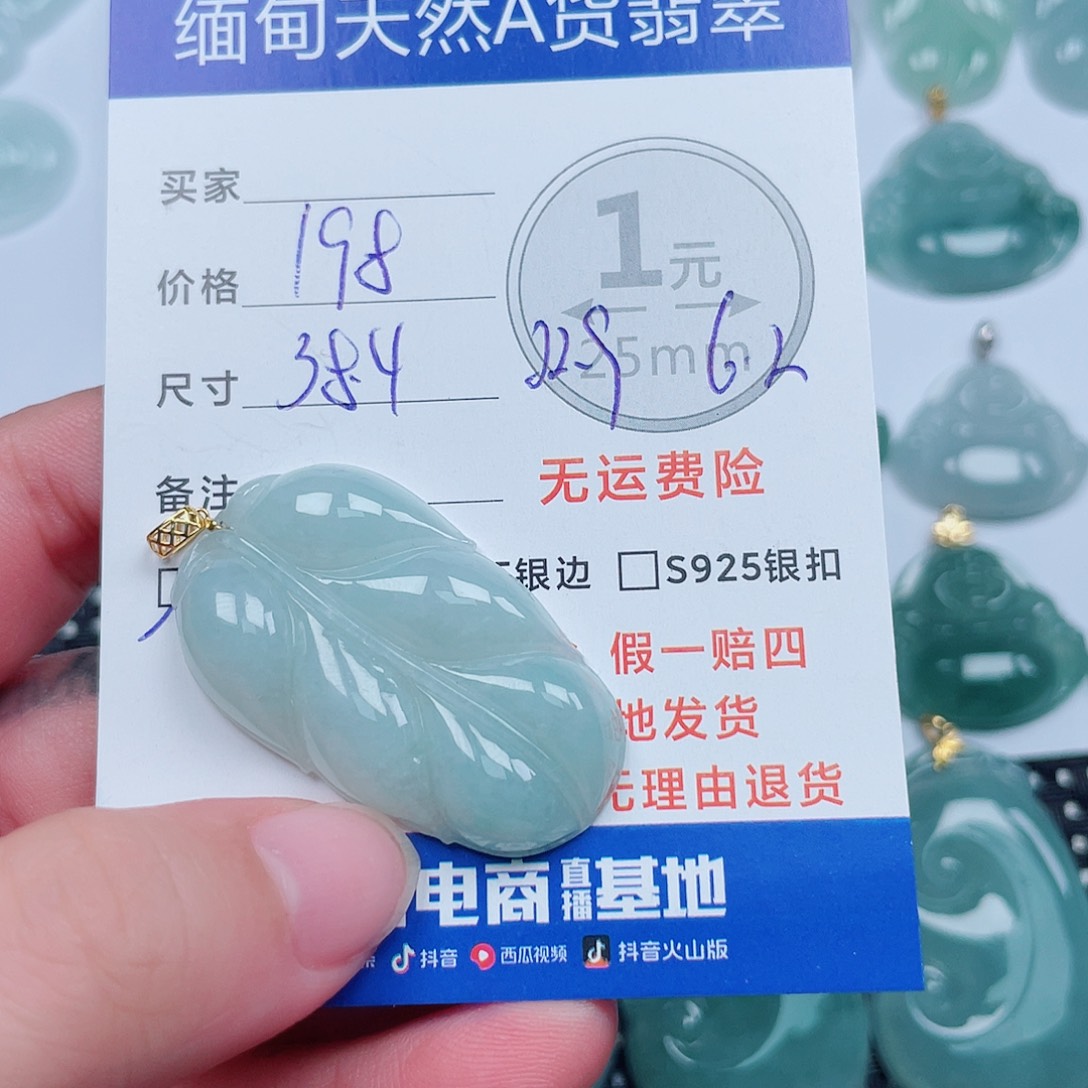 缅甸天然A货翡翠
买家
1元
价格 198
25mm
尺寸 38.4 22.9 6.2
备注
无运费险
银边 S925银扣
假一赔四
地发货
无理由退货
电商直播基地
抖音 西瓜视频 抖音火山版